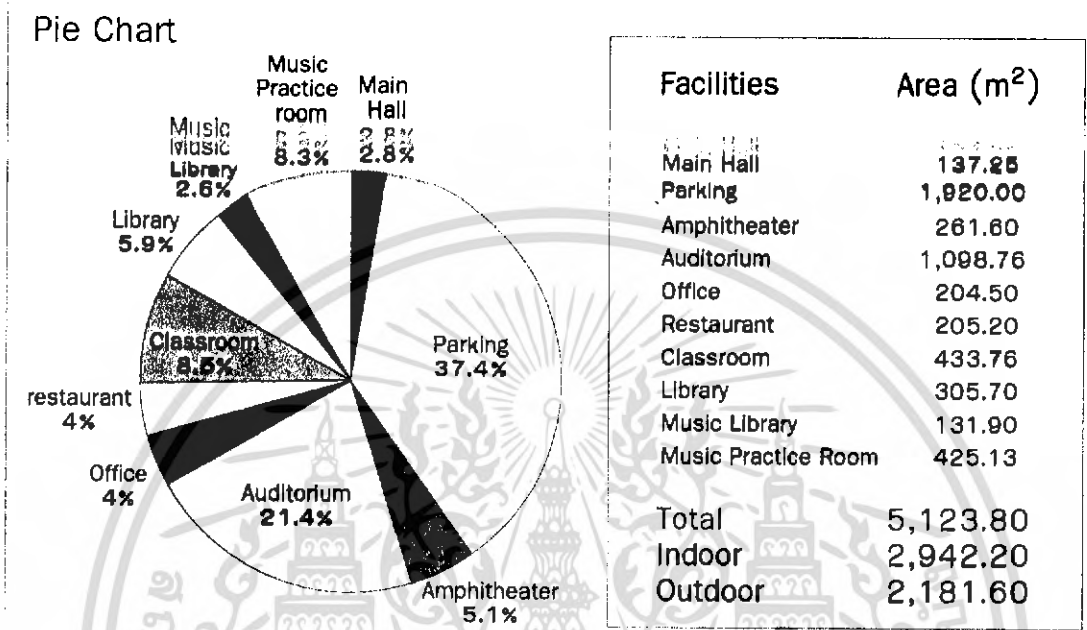 Pie Chart
Music
Practice
room
8.3%
Main
Hall
2.8%
Music
Library
2.6%
Library
5.9%
Classroom
8.5%
restaurant
4%
Office
4%
Auditorium
21.4%
Amphitheater
5.1%
Parking
37.4%
Facilities Area (m²)
Main Hall 137.25
Parking 1,920.00
Amphitheater 261.60
Auditorium 1,098.76
Office 204.50
Restaurant 205.20
Classroom 433.76
Library 305.70
Music Library 131.90
Music Practice Room 425.13
Total 5,123.80
Indoor 2,942.20
Outdoor 2,181.60